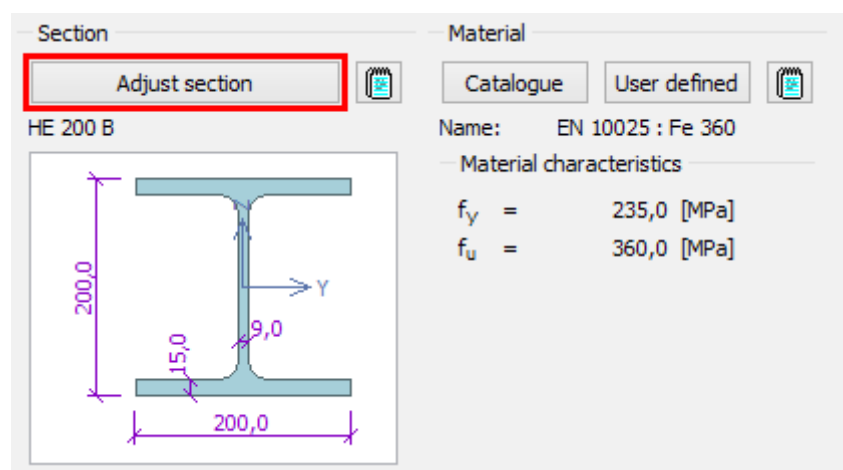 Section
Adjust section
HE 200 B
200,0
15,0
9,0
Y
200,0
Material
Catalogue User defined
Name: EN 10025 : Fe 360
Material characteristics
fy = 235,0 [MPa]
fu = 360,0 [MPa]